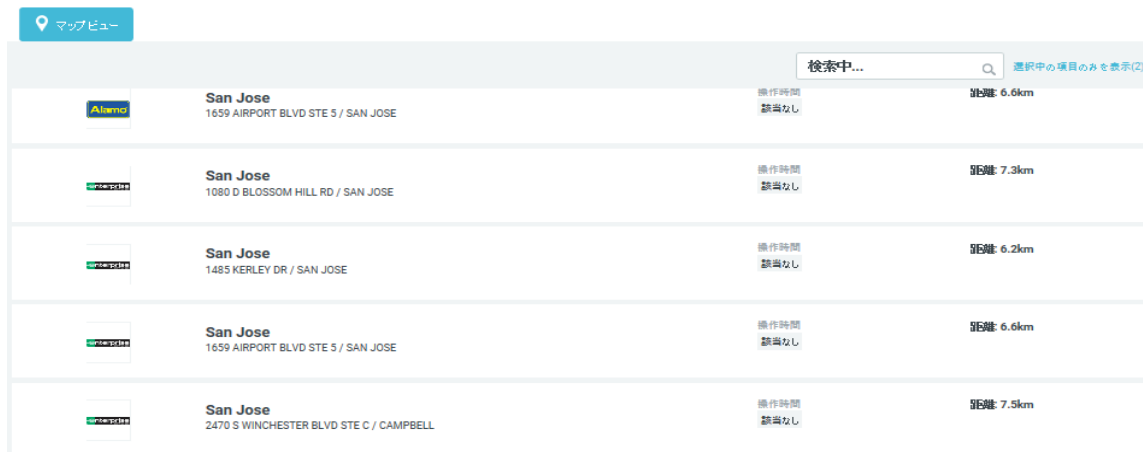 マップビュー
検索中...
選択中の項目のみを表示(2)
Alamo
San Jose
1659 AIRPORT BLVD STE 5 / SAN JOSE
操作時間
該当なし
距離: 6.6km
enterprise
San Jose
1080 D BLOSSOM HILL RD / SAN JOSE
操作時間
該当なし
距離: 7.3km
enterprise
San Jose
1485 KERLEY DR / SAN JOSE
操作時間
該当なし
距離: 6.2km
enterprise
San Jose
1659 AIRPORT BLVD STE 5 / SAN JOSE
操作時間
該当なし
距離: 6.6km
enterprise
San Jose
2470 S WINCHESTER BLVD STE C / CAMPBELL
操作時間
該当なし
距離: 7.5km